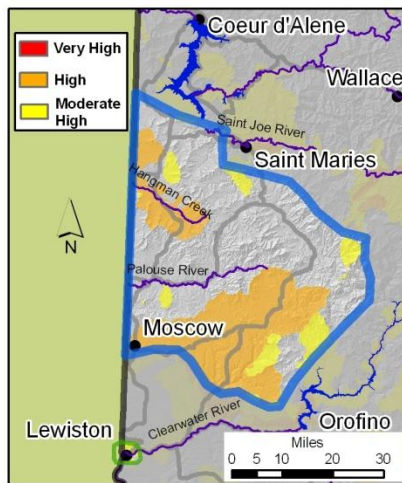 Very High
High
Moderate
High
Coeur d'Alene
Wallace
Saint Joe River
Saint Maries
Hangman Creek
N
Palouse River
Moscow
Clearwater River
Orofino
Lewiston
Miles
0 5 10 20 30